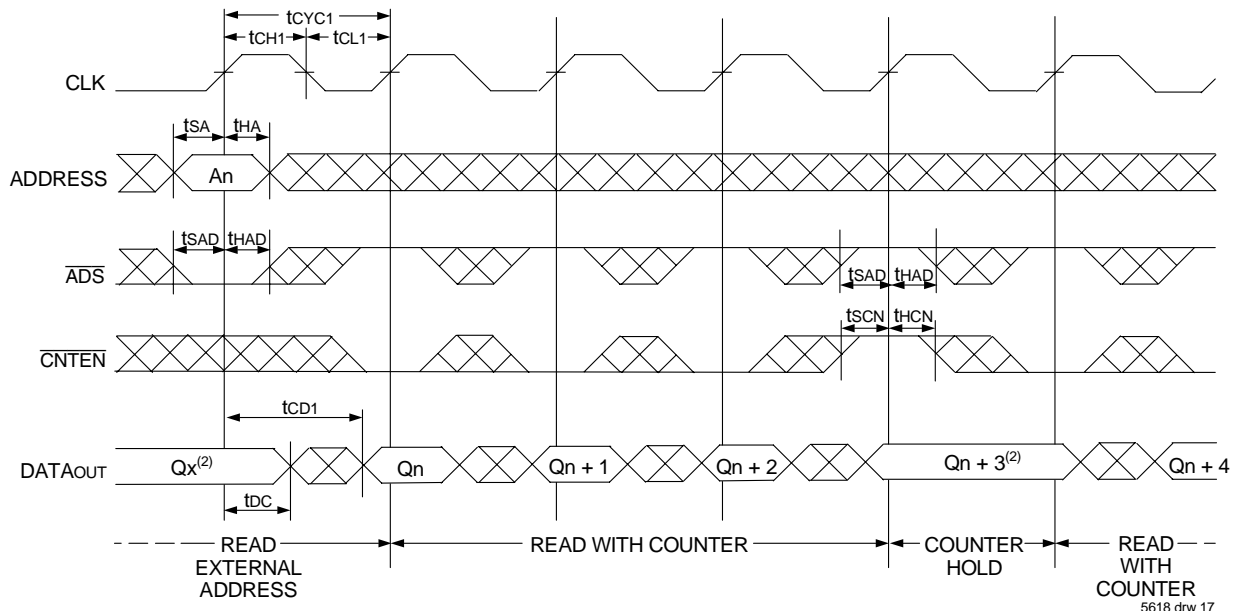 tCYC1
tCH1 tCL1
CLK
tSA tHA
ADDRESS An
tSAD tHAD
ADS
tSAD tHAD
tSCN tHCN
CNTEN
tCD1
DATAOUT Qx(2) Qn Qn + 1 Qn + 2 Qn + 3(2) Qn + 4
tDC
READ EXTERNAL ADDRESS
READ WITH COUNTER
COUNTER HOLD
READ WITH COUNTER
5618 drw 17